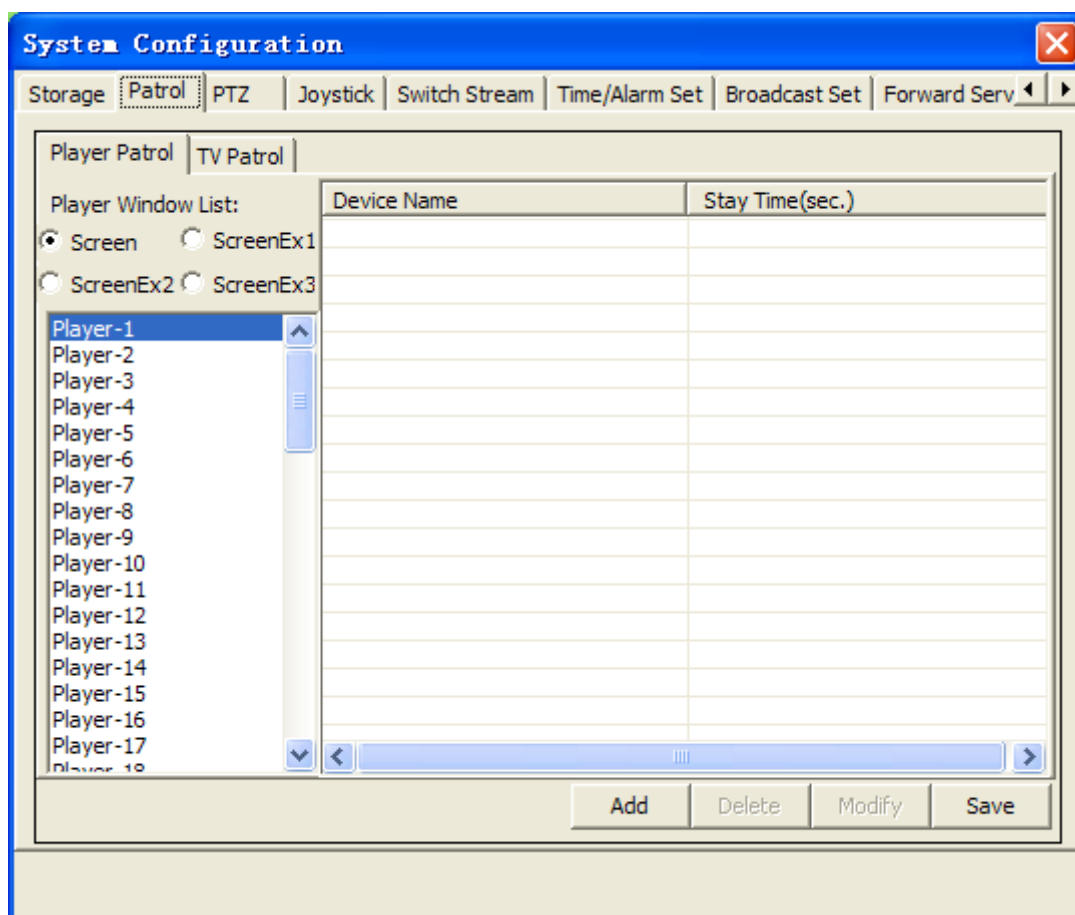 System Configuration
Storage Patrol PTZ Joystick Switch Stream Time/Alarm Set Broadcast Set Forward Serv
Player Patrol TV Patrol
Player Window List:
Device Name Stay Time(sec.)
Screen ScreenEx1
ScreenEx2 ScreenEx3
Player-1
Player-2
Player-3
Player-4
Player-5
Player-6
Player-7
Player-8
Player-9
Player-10
Player-11
Player-12
Player-13
Player-14
Player-15
Player-16
Player-17
Player-18
Add Delete Modify Save